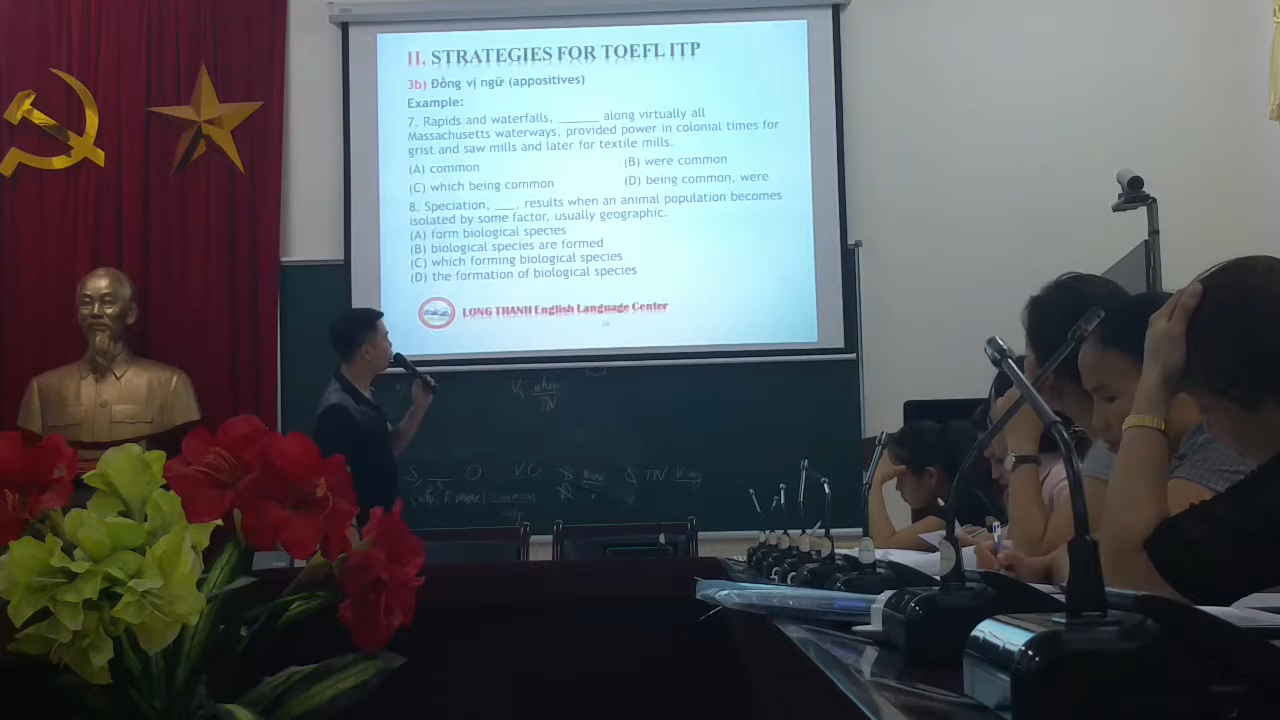 II. STRATEGIES FOR TOEFL ITP
3b) Đồng vị ngữ (appositives)
Example:
7. Rapids and waterfalls, ______ along virtually all
Massachusetts waterways, provided power in colonial times for
grist and saw mills and later for textile mills.
(A) common
(B) were common
(C) which being common
(D) being common, were
8. Speciation, ___, results when an animal population becomes
isolated by some factor, usually geographic.
(A) form biological species
(B) biological species are formed
(C) which forming biological species
(D) the formation of biological species
LONG THANH English Language Center